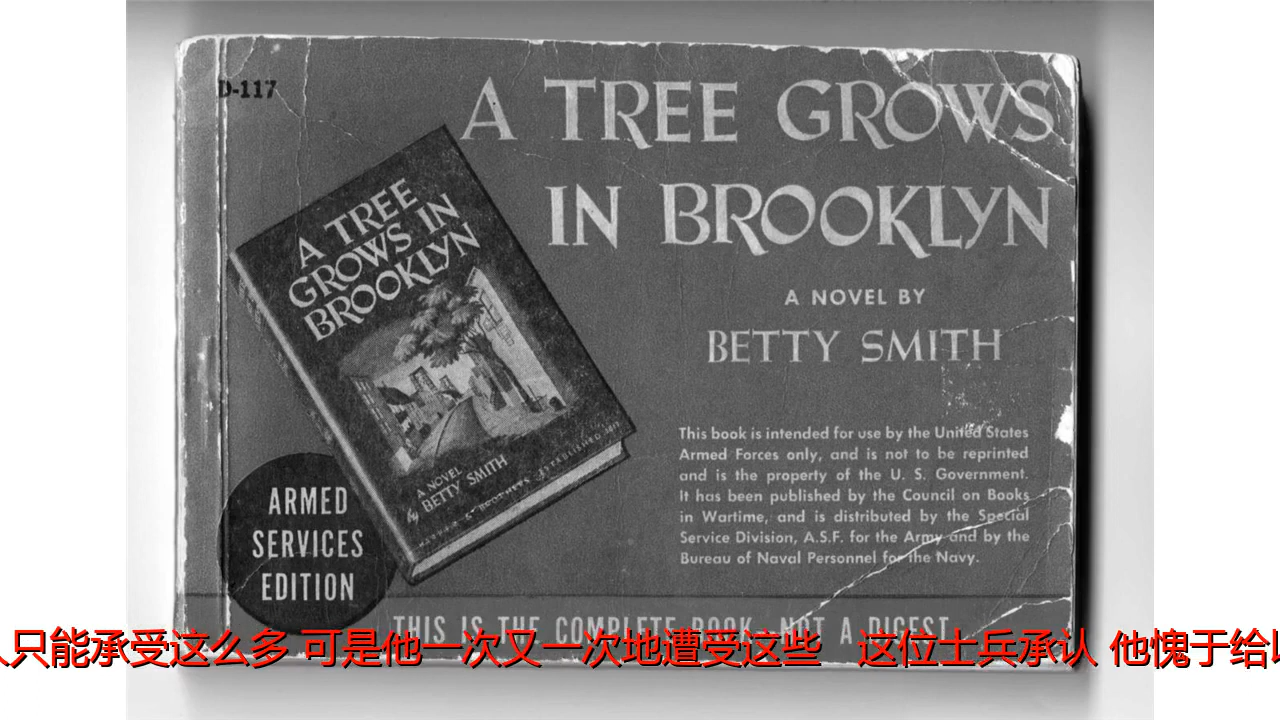 D-117
A TREE GROWS
IN BROOKLYN
A NOVEL BY
BETTY SMITH
A TREE
GROWS IN
BROOKLYN
A NOVEL
by BETTY SMITH
ESTABLISHED 1817
This book is intended for use by the United States
Armed Forces only, and is not to be reprinted
and is the property of the U. S. Government.
It has been published by the Council on Books
in Wartime, and is distributed by the Special
Service Division, A.S.F. for the Army and by the
Bureau of Naval Personnel for the Navy.
ARMED
SERVICES
EDITION
THIS IS THE COMPLETE BOOK—NOT A DIGEST
只能承受这么多 可是他一次又一次地遭受这些 这位士兵承认 他愧于给